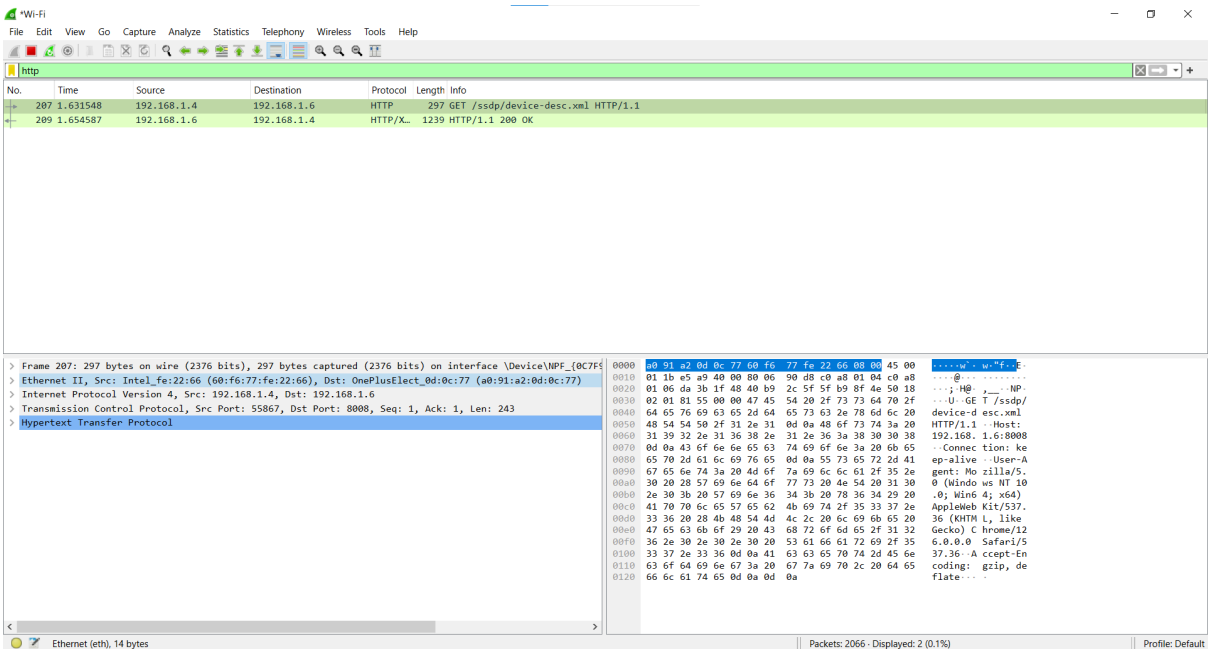 *Wi-Fi
File Edit View Go Capture Analyze Statistics Telephony Wireless Tools Help
http
No. Time Source Destination Protocol Length Info
207 1.631548 192.168.1.4 192.168.1.6 HTTP 297 GET /ssdp/device-desc.xml HTTP/1.1
209 1.654587 192.168.1.6 192.168.1.4 HTTP/X… 1239 HTTP/1.1 200 OK
Frame 207: 297 bytes on wire (2376 bits), 297 bytes captured (2376 bits) on interface \Device\NPF_{0C7F9
Ethernet II, Src: Intel_fe:22:66 (60:f6:77:fe:22:66), Dst: OnePlusElect_0d:0c:77 (a0:91:a2:0d:0c:77)
Internet Protocol Version 4, Src: 192.168.1.4, Dst: 192.168.1.6
Transmission Control Protocol, Src Port: 55867, Dst Port: 8008, Seq: 1, Ack: 1, Len: 243
Hypertext Transfer Protocol
0000 a0 91 a2 0d 0c 77 60 f6 77 fe 22 66 08 00 45 00 ·····w`· w·"f··E·
0010 01 1b e5 a9 40 00 80 06 90 d8 c0 a8 01 04 c0 a8 ····@··· ········
0020 01 06 da 3b 1f 48 40 b9 2c 5f 5f b9 8f 4e 50 18 ···;·H@· ,__··NP·
0030 02 01 81 55 00 00 47 45 54 20 2f 73 73 64 70 2f ···U··GE T /ssdp/
0040 64 65 76 69 63 65 2d 64 65 73 63 2e 78 6d 6c 20 device-d esc.xml
0050 48 54 54 50 2f 31 2e 31 0d 0a 48 6f 73 74 3a 20 HTTP/1.1 ··Host:
0060 31 39 32 2e 31 36 38 2e 31 2e 36 3a 38 30 30 38 192.168. 1.6:8008
0070 0d 0a 43 6f 6e 6e 65 63 74 69 6f 6e 3a 20 6b 65 ··Connec tion: ke
0080 65 70 2d 61 6c 69 76 65 0d 0a 55 73 65 72 2d 41 ep-alive ··User-A
0090 67 65 6e 74 3a 20 4d 6f 7a 69 6c 6c 61 2f 35 2e gent: Mo zilla/5.
00a0 30 20 28 57 69 6e 64 6f 77 73 20 4e 54 20 31 30 0 (Windo ws NT 10
00b0 2e 30 3b 20 57 69 6e 36 34 3b 20 78 36 34 29 20 .0; Win6 4; x64)
00c0 41 70 70 6c 65 57 65 62 4b 69 74 2f 35 33 37 2e AppleWeb Kit/537.
00d0 33 36 20 28 4b 48 54 4d 4c 2c 20 6c 69 6b 65 20 36 (KHTM L, like
00e0 47 65 63 6b 6f 29 20 43 68 72 6f 6d 65 2f 31 32 Gecko) C hrome/12
00f0 36 2e 30 2e 30 2e 30 20 53 61 66 61 72 69 2f 35 6.0.0.0 Safari/5
0100 33 37 2e 33 36 0d 0a 41 63 63 65 70 74 2d 45 6e 37.36··A ccept-En
0110 63 6f 64 69 6e 67 3a 20 67 7a 69 70 2c 20 64 65 coding: gzip, de
0120 66 6c 61 74 65 0d 0a 0d 0a flate··· ·
Ethernet (eth), 14 bytes Packets: 2066 · Displayed: 2 (0.1%) Profile: Default